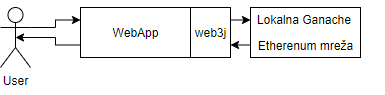 WebApp
web3j
Lokalna Ganache
Etherenum mreža
User